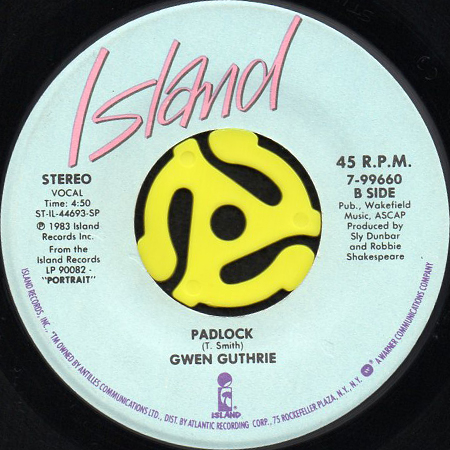 Island
STEREO
VOCAL
Time: 4:50
ST-IL-44693-SP
℗ 1983 Island
Records Inc.
From the
Island Records
LP 90082 -
"PORTRAIT"
45 R.P.M.
7-99660
B SIDE
Pub., Wakefield
Music, ASCAP
Produced by
Sly Dunbar
and Robbie
Shakespeare
PADLOCK
(T. Smith)
GWEN GUTHRIE
ISLAND
ISLAND RECORDS, INC., *TM OWNED BY ANTILLES COMMUNICATIONS LTD., DIST. BY ATLANTIC RECORDING CORP., 75 ROCKEFELLER PLAZA, N.Y., N.Y. A WARNER COMMUNICATIONS COMPANY